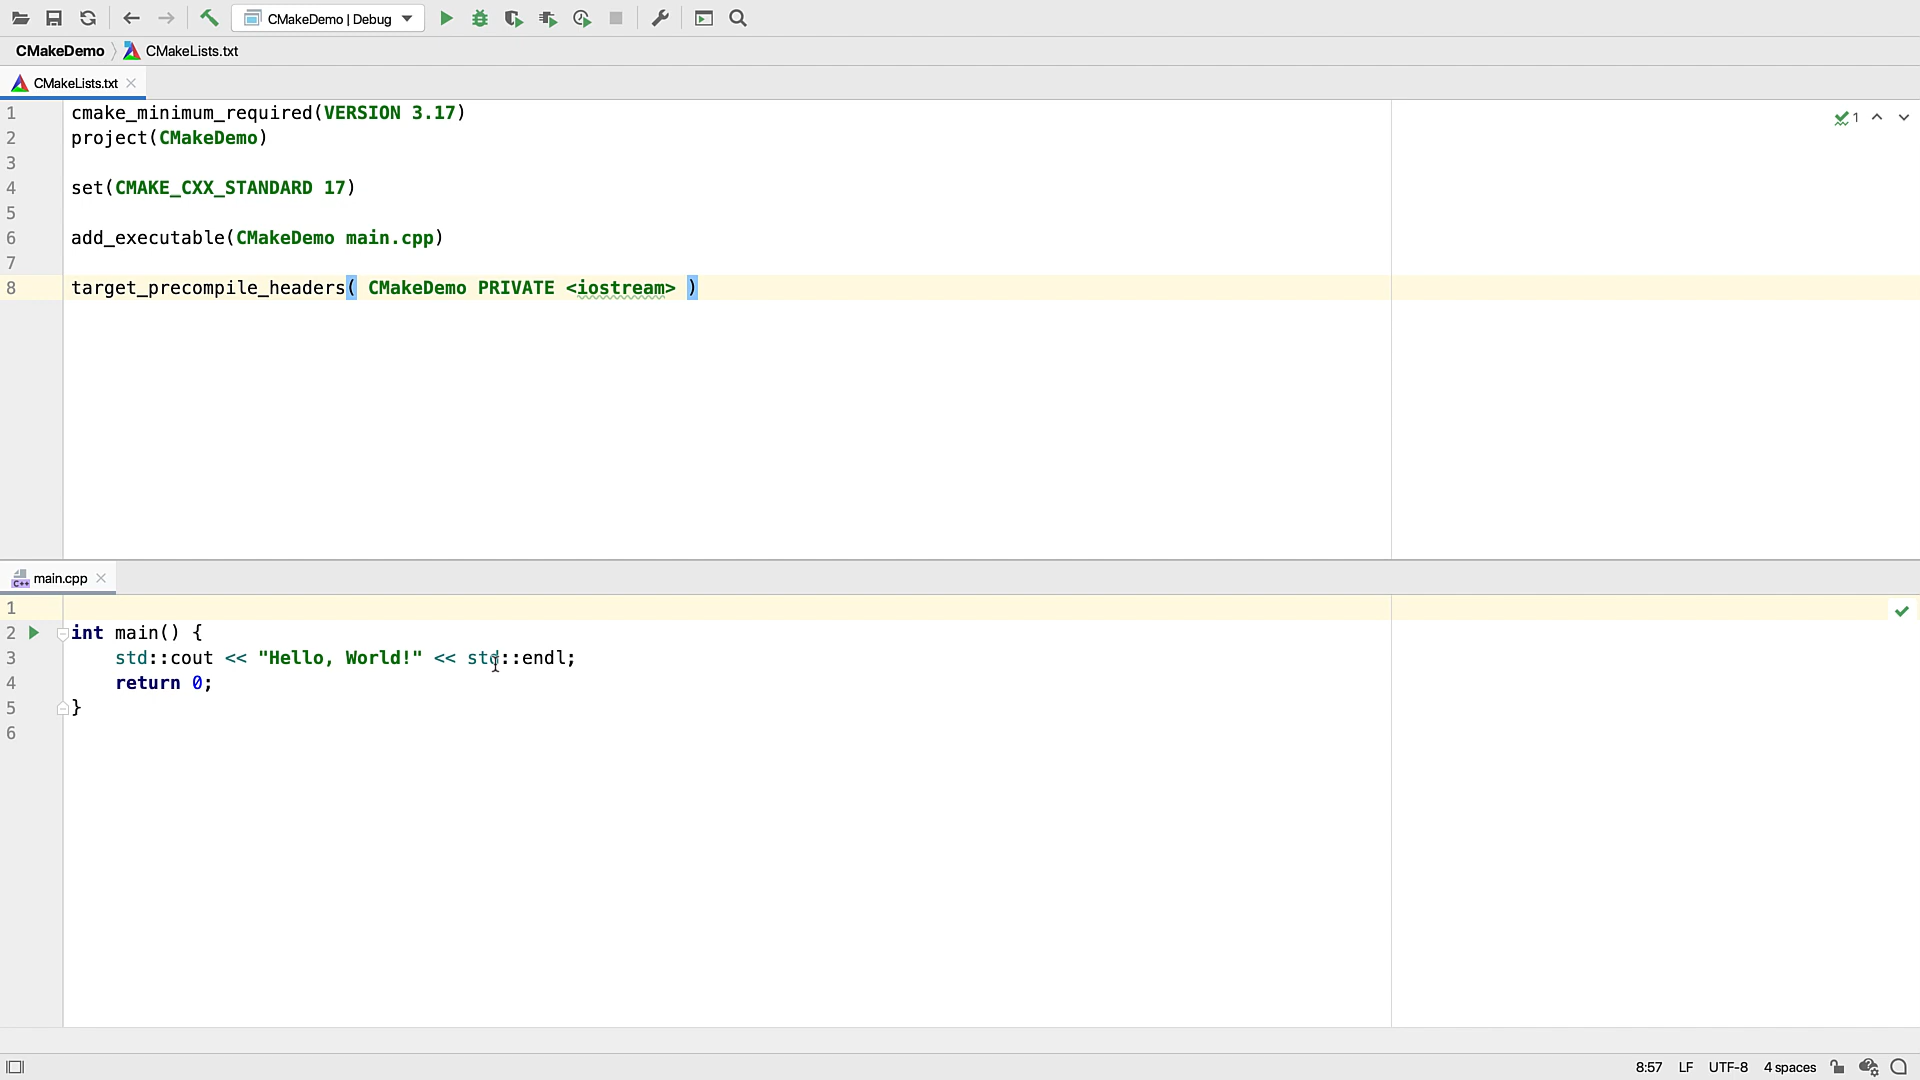 CMakeDemo | Debug
CMakeDemo CMakeLists.txt
CMakeLists.txt
1 cmake_minimum_required(VERSION 3.17)
1
2 project(CMakeDemo)
3
4 set(CMAKE_CXX_STANDARD 17)
5
6 add_executable(CMakeDemo main.cpp)
7
8 target_precompile_headers( CMakeDemo PRIVATE <iostream> )
C++ main.cpp
1
2 int main() {
3 std::cout << "Hello, World!" << std::endl;
4 return 0;
5 }
6
8:57 LF UTF-8 4 spaces